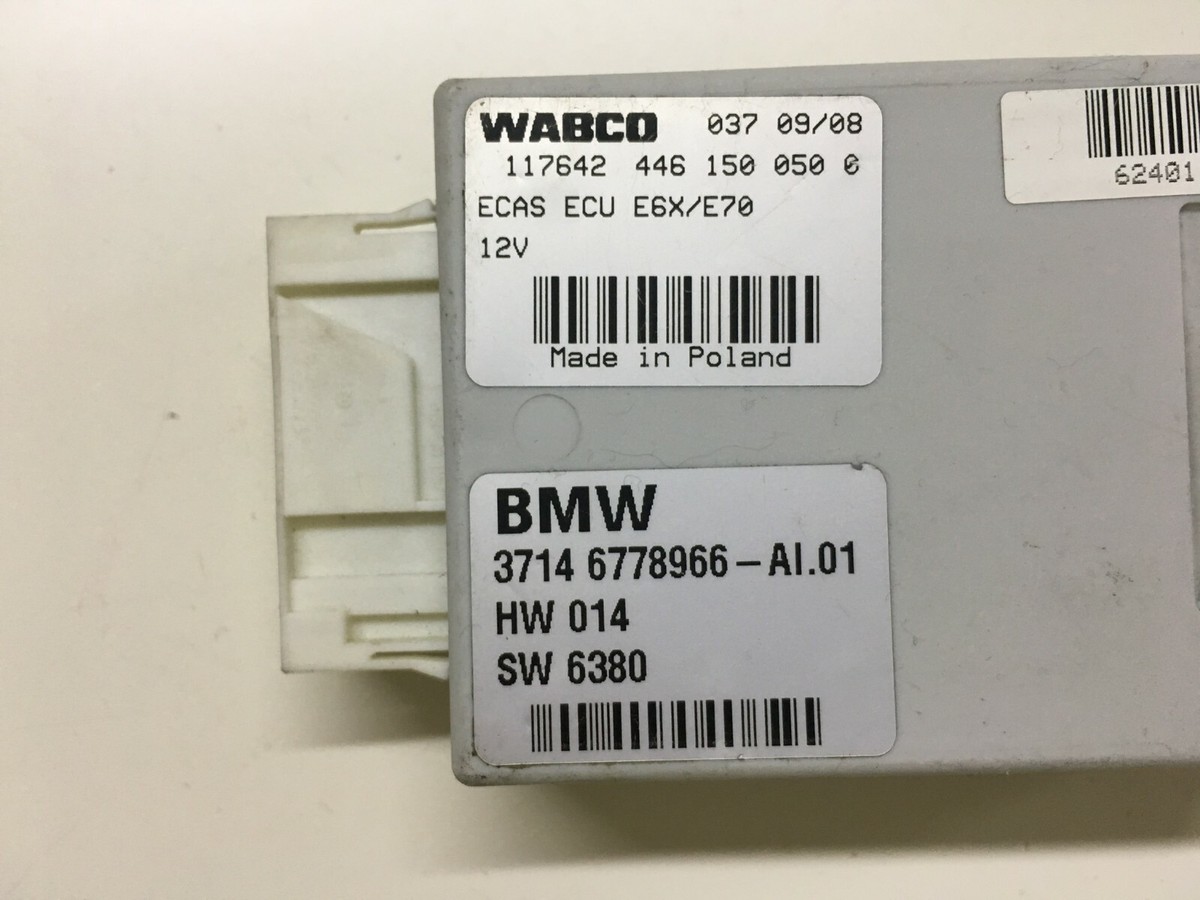 WABCO 037 09/08
117642 446 150 050 0
ECAS ECU E6X/E70
12V
Made in Poland
62401
BMW
3714 6778966-AI.01
HW 014
SW 6380